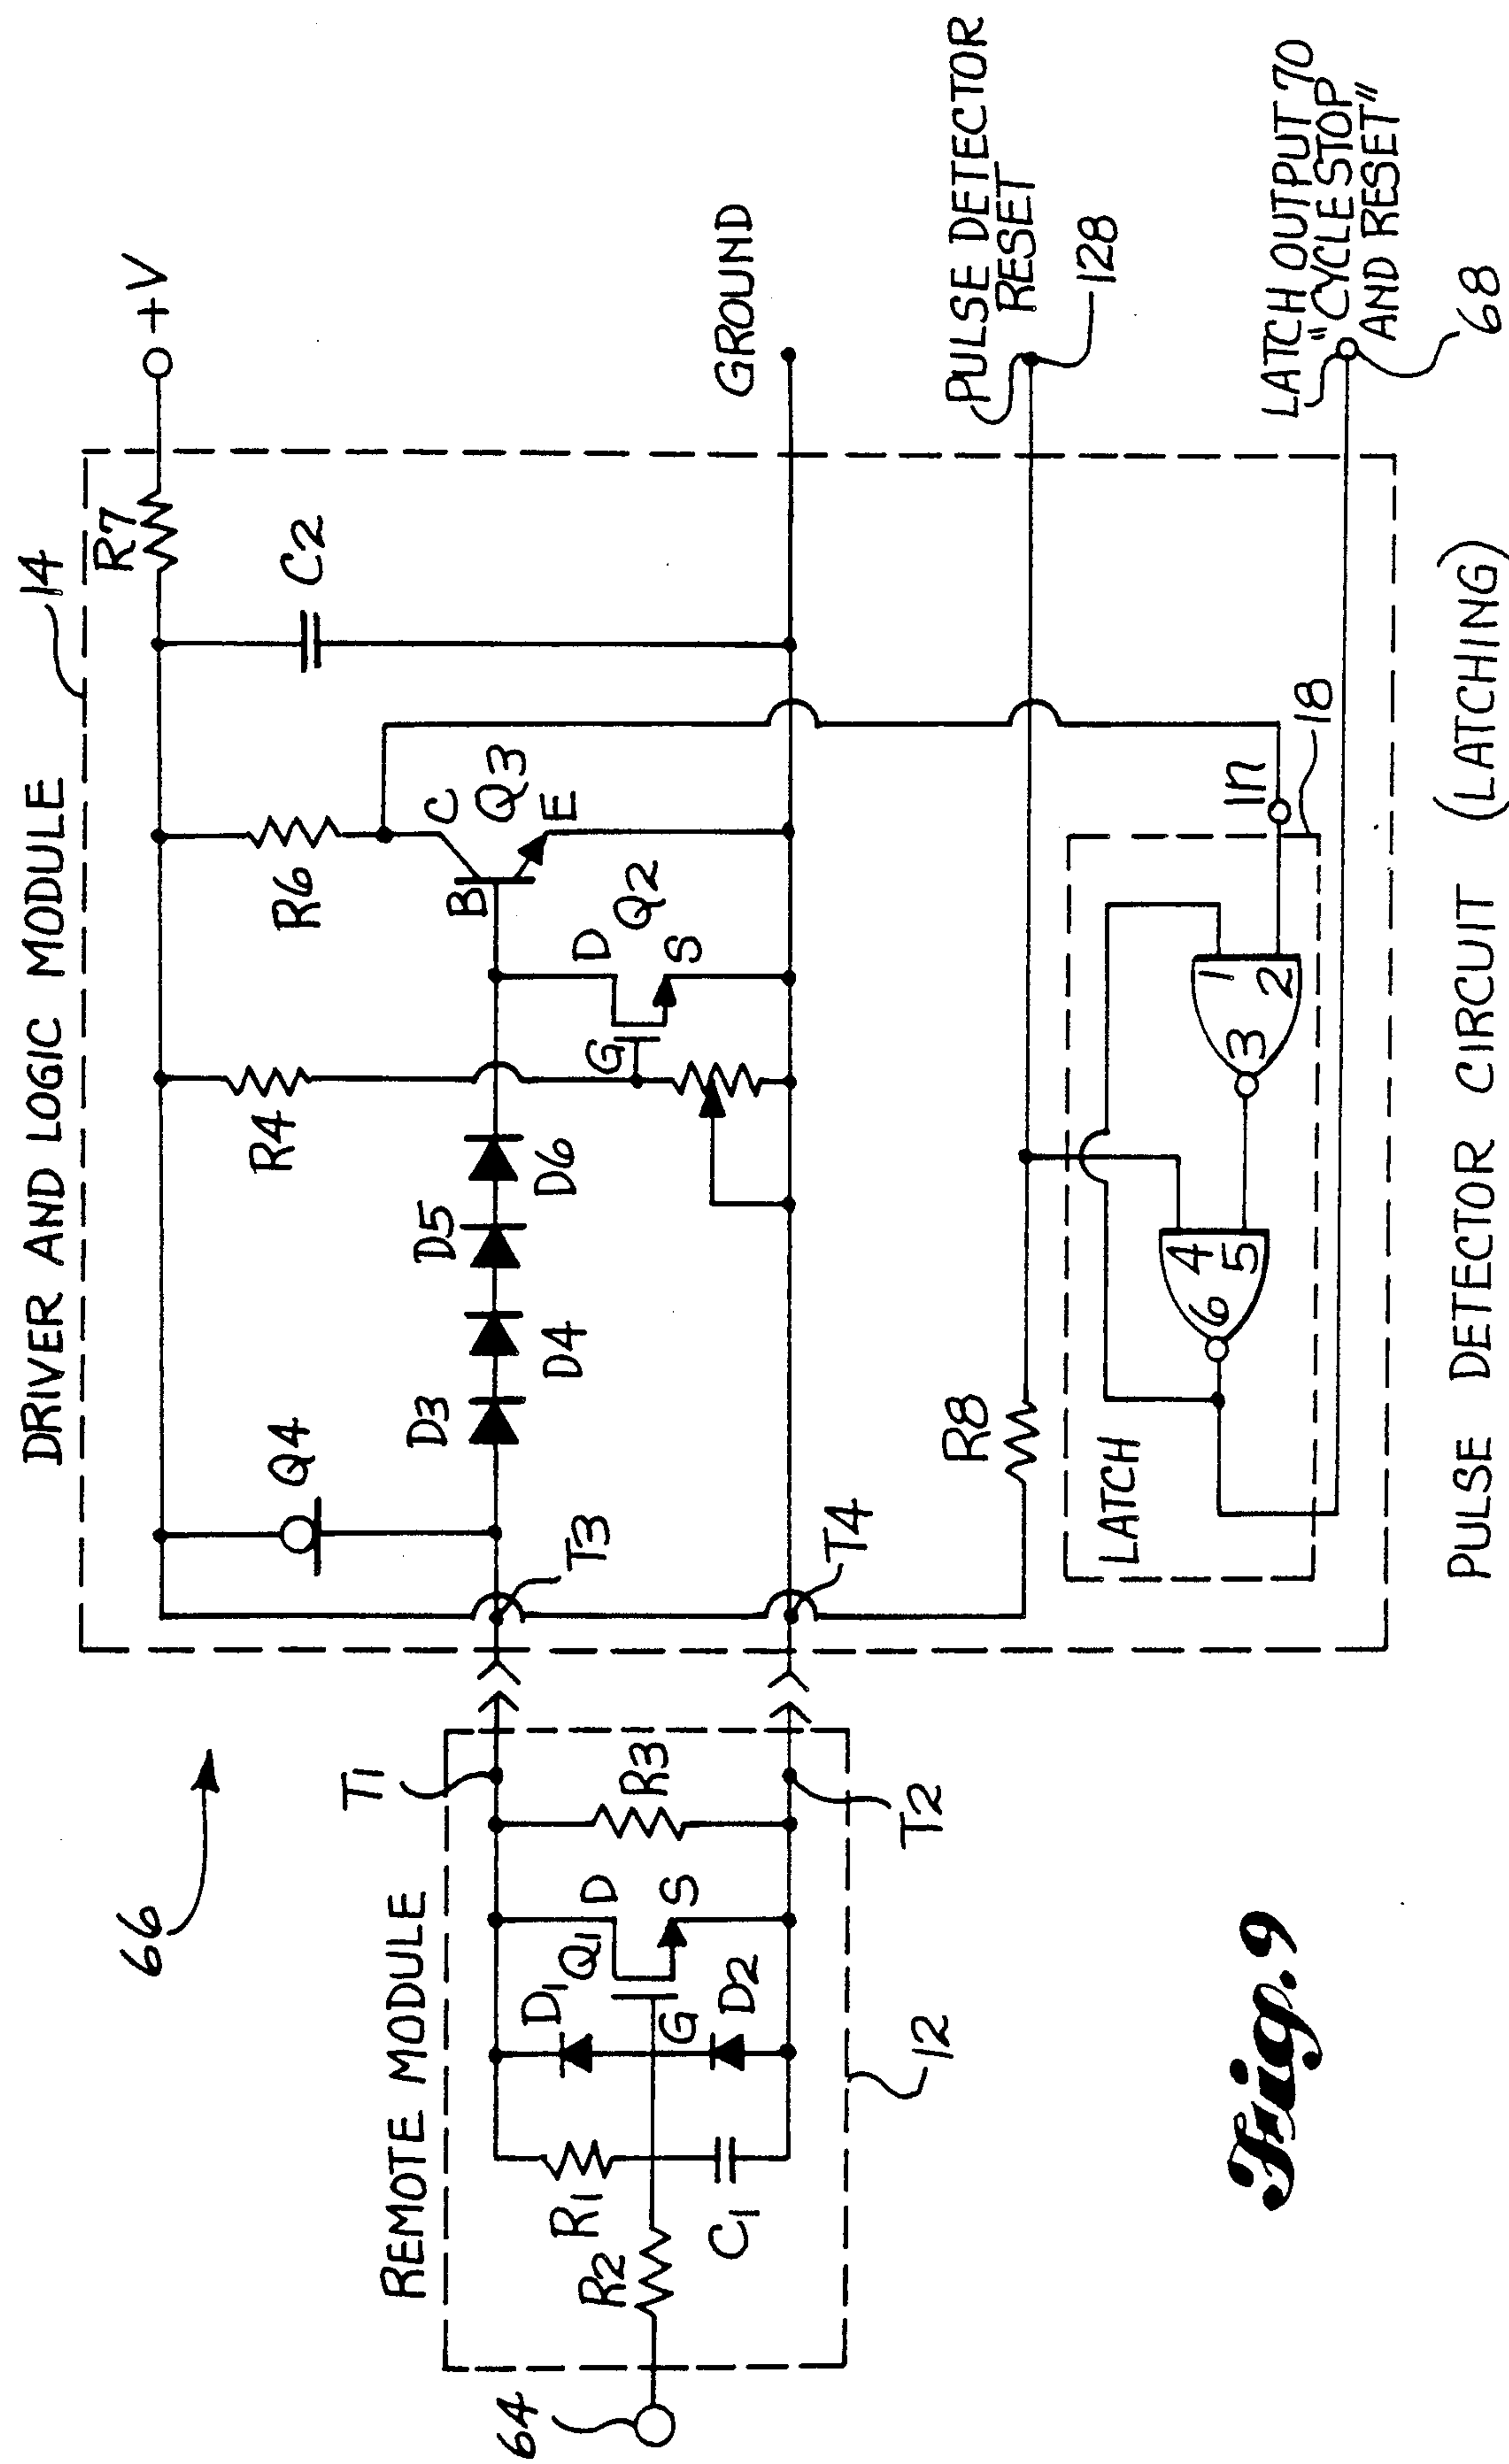 DRIVER AND LOGIC MODULE
14
R7
+V
Q4
R4
R6
C2
C
B
Q3
E
D3
D4
D5
D6
D
Q2
G
S
GROUND
66
REMOTE MODULE
T1
T3
R1
D1
Q1
D
R3
R2
G
S
64
C1
D2
T2
T4
12
R8
PULSE DETECTOR
RESET
128
LATCH
4
5
6
1
2
3
In
18
LATCH OUTPUT 70
"CYCLE STOP
AND RESET"
68
PULSE DETECTOR CIRCUIT (LATCHING)
Fig. 9